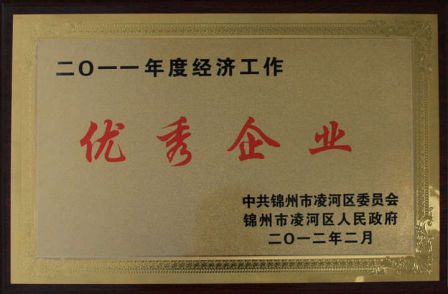 二〇一一年度经济工作
优秀企业
中共锦州市凌河区委员会
锦州市凌河区人民政府
二〇一二年二月